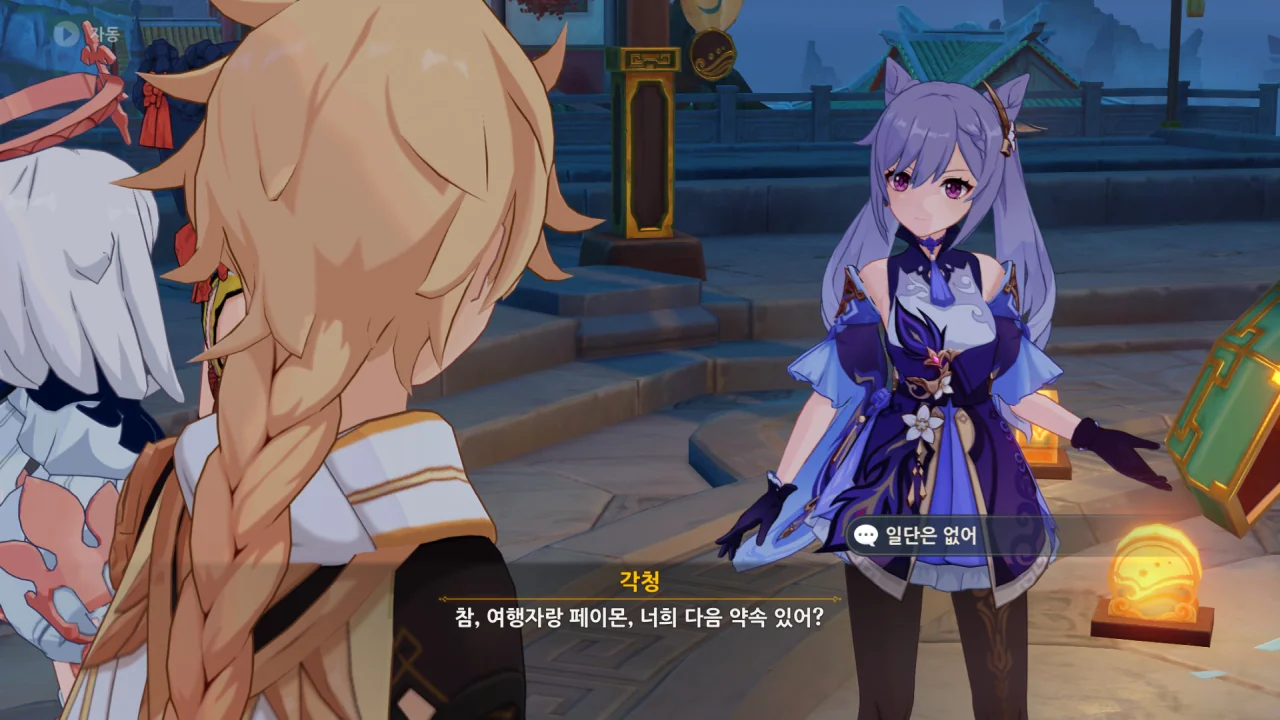 자동
일단은 없어
각청
참, 여행자랑 페이몬, 너희 다음 약속 있어?